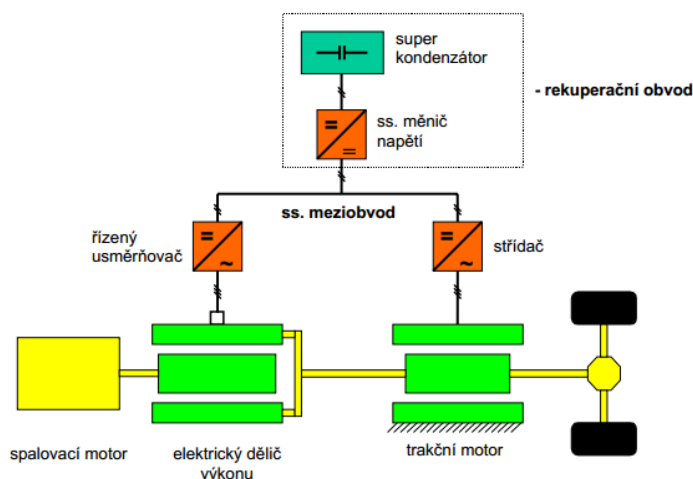 super
kondenzátor
- rekuperační obvod
ss. měnič
napětí
ss. meziobvod
řízený
usměrňovač
střídač
spalovací motor
elektrický dělič
výkonu
trakční motor